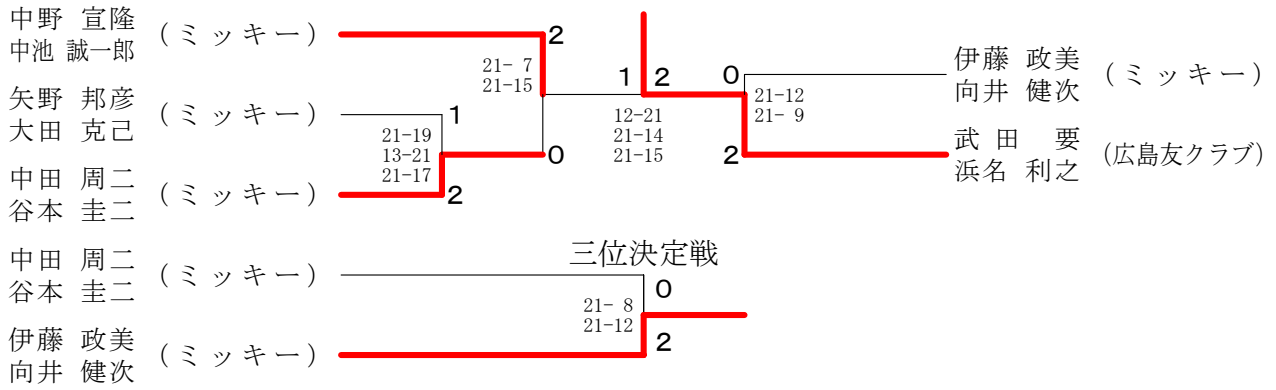 中野 宣隆
中池 誠一郎
(ミッキー)
2
21- 7
21-15
矢野 邦彦
大田 克己
(ミッキー)
1
21-19
13-21
21-17
0
中田 周二
谷本 圭二
(ミッキー)
2
1
2
12-21
21-14
21-15
0
21-12
21- 9
2
伊藤 政美
向井 健次
(ミッキー)
武田 要
浜名 利之
(広島友クラブ)
三位決定戦
中田 周二
谷本 圭二
(ミッキー)
0
21- 8
21-12
2
伊藤 政美
向井 健次
(ミッキー)